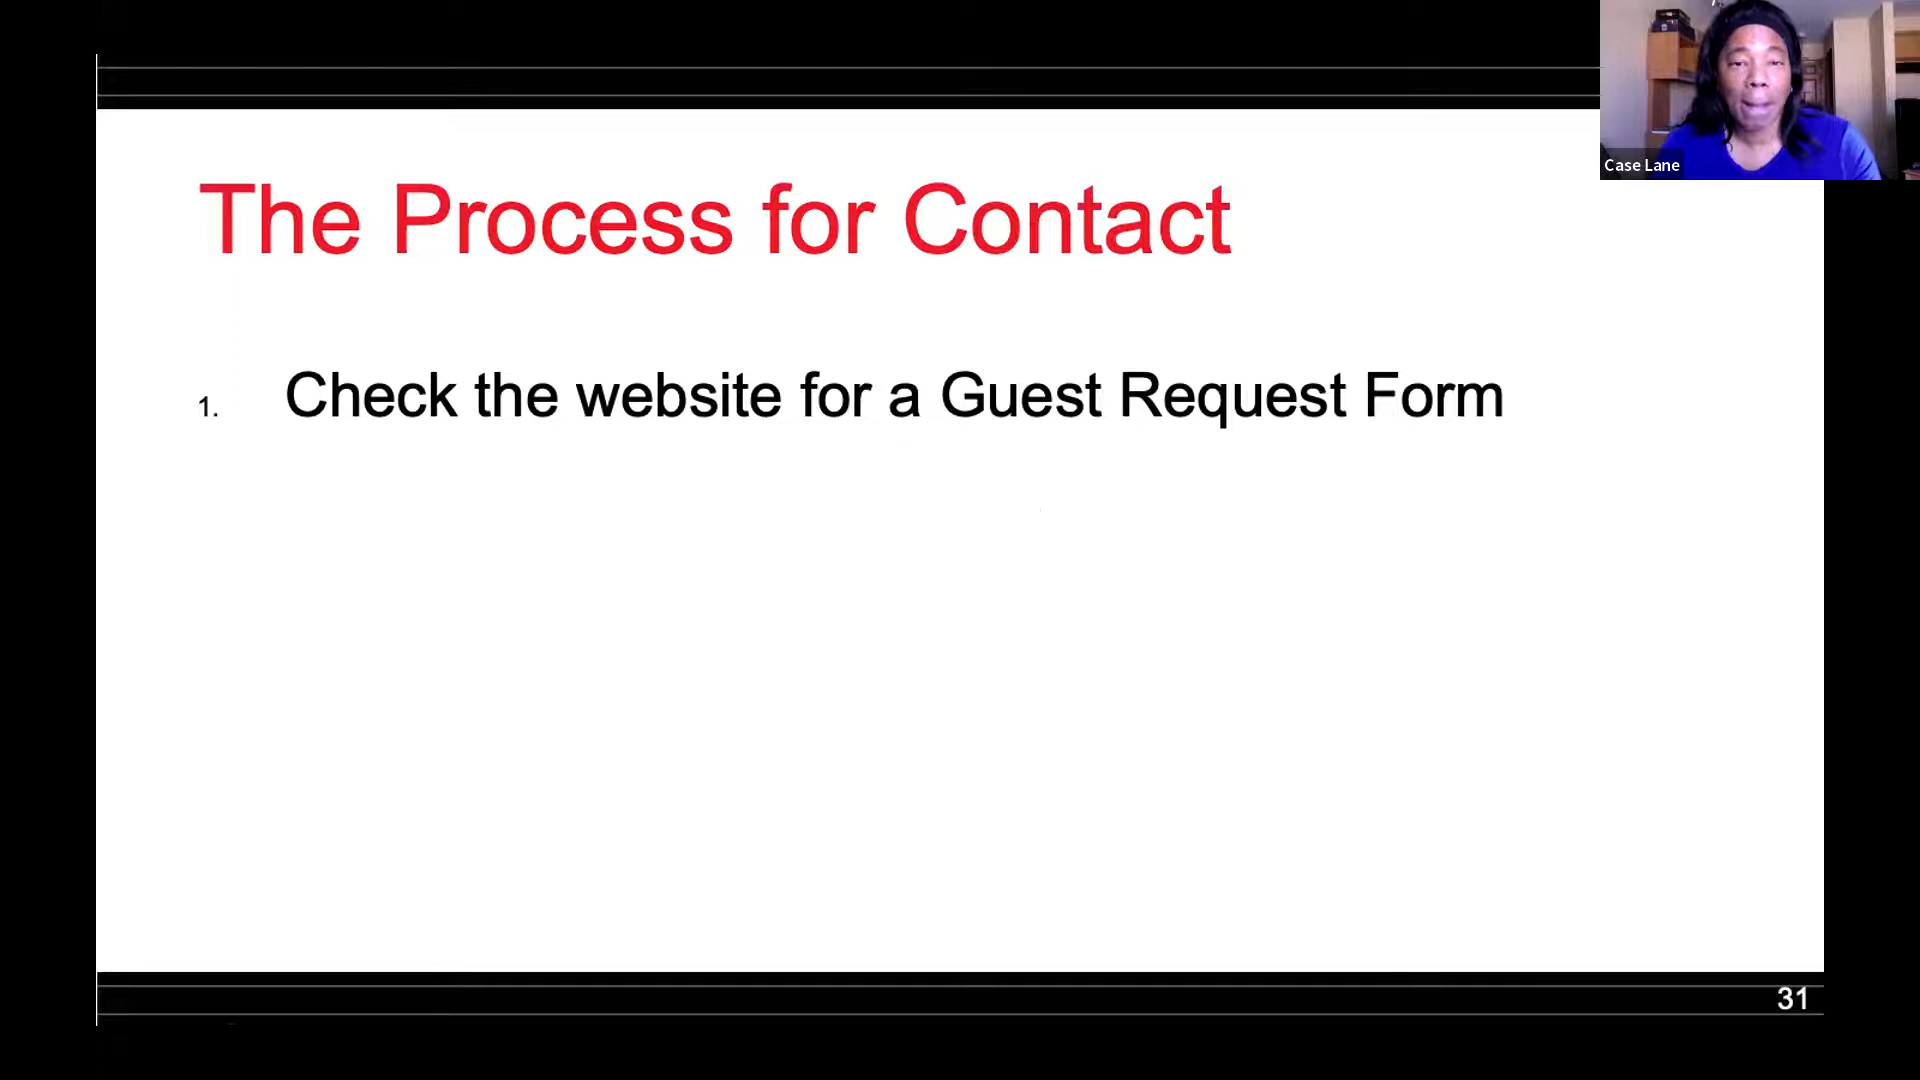 The Process for Contact
1. Check the website for a Guest Request Form
Case Lane
31